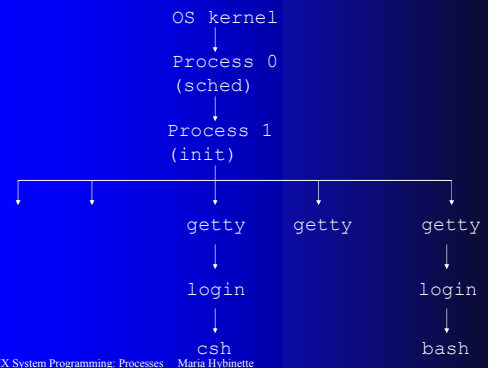 OS kernel
Process 0
(sched)
Process 1
(init)
getty getty getty
login login
csh bash
IX System Programming: Processes Maria Hybinette